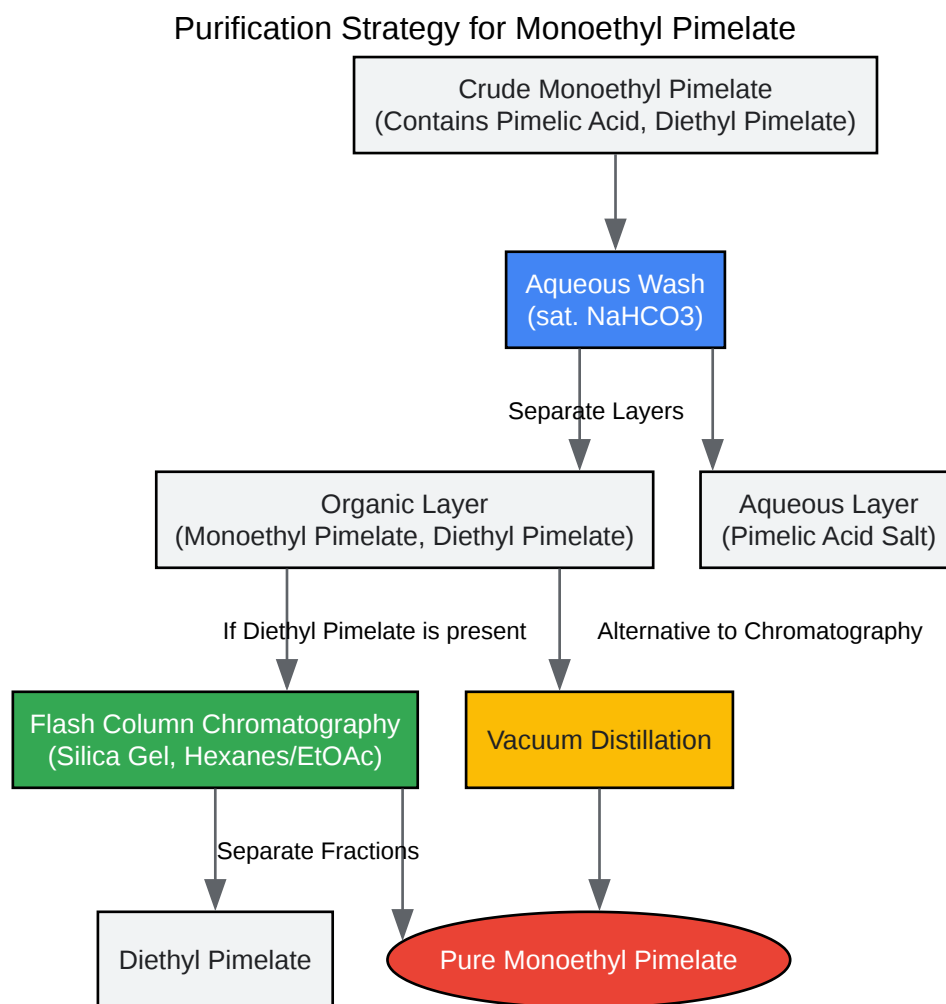 Purification Strategy for Monoethyl Pimelate
Crude Monoethyl Pimelate
(Contains Pimelic Acid, Diethyl Pimelate)
Aqueous Wash
(sat. NaHCO3)
Separate Layers
Organic Layer
(Monoethyl Pimelate, Diethyl Pimelate)
Aqueous Layer
(Pimelic Acid Salt)
If Diethyl Pimelate is present
Alternative to Chromatography
Flash Column Chromatography
(Silica Gel, Hexanes/EtOAc)
Vacuum Distillation
Separate Fractions
Diethyl Pimelate
Pure Monoethyl Pimelate